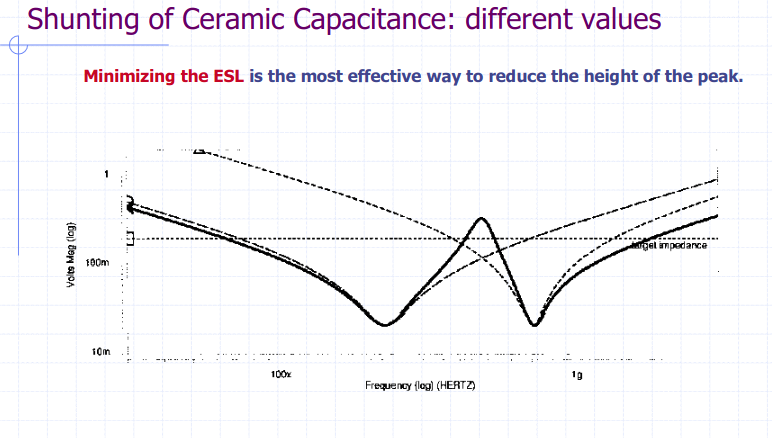 Shunting of Ceramic Capacitance: different values
Minimizing the ESL is the most effective way to reduce the height of the peak.
1
target impedance
Volts Mag (log)
100m
10m
100x
1g
Frequency (log) (HERTZ)